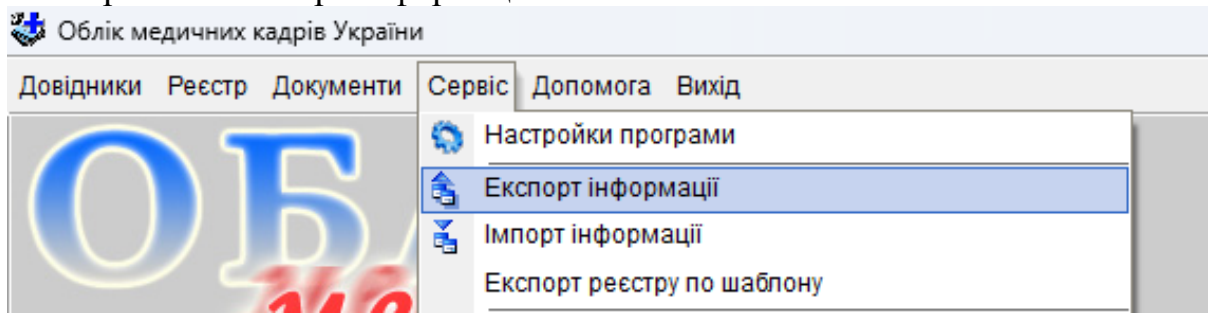 Облік медичних кадрів України
Довідники Реєстр Документи Сервіс Допомога Вихід
Настройки програми
Експорт інформації
Імпорт інформації
Експорт реєстру по шаблону